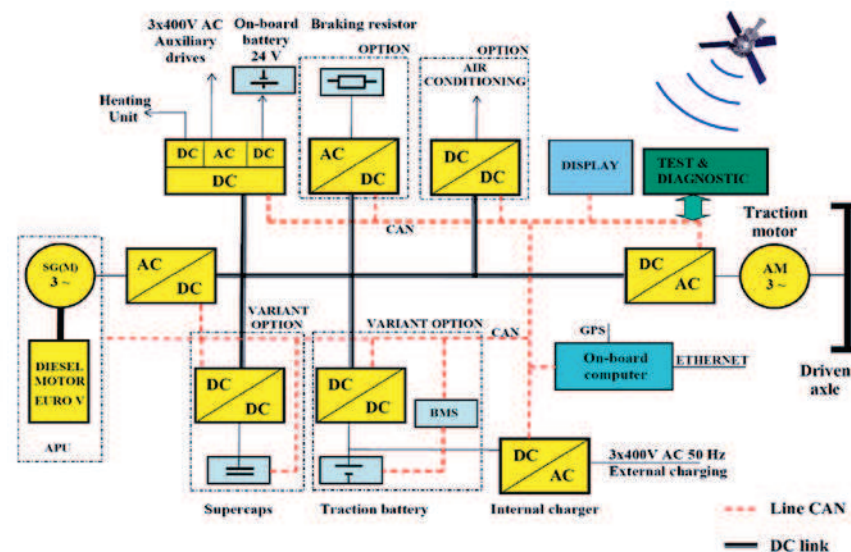 3x400V AC
Auxiliary
drives
On-board
battery
24 V
Braking resistor
OPTION
OPTION
AIR
CONDITIONING
Heating
Unit
DC AC DC
DC
AC
DC
DC
DC
DISPLAY
TEST &
DIAGNOSTIC
CAN
Traction
motor
SG(M)
3 ~
AC
DC
DC
AC
AM
3 ~
VARIANT
OPTION
VARIANT OPTION
CAN
GPS
On-board
computer
ETHERNET
Driven
axle
DIESEL
MOTOR
EURO V
APU
DC
DC
DC
DC
BMS
DC
AC
3x400V AC 50 Hz
External charging
Supercaps
Traction battery
Internal charger
Line CAN
DC link